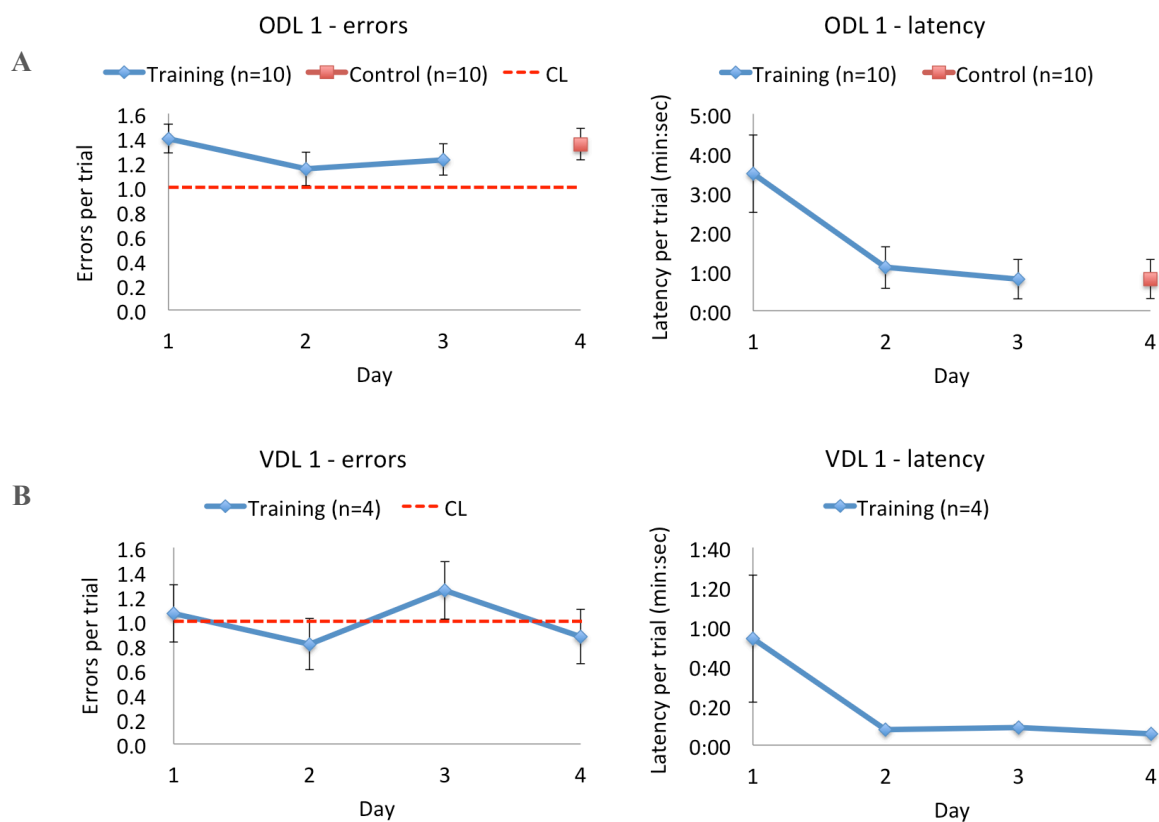 A
ODL 1 - errors
Training (n=10) Control (n=10) CL
Errors per trial
1.6
1.4
1.2
1.0
0.8
0.6
0.4
0.2
0.0
1 2 3 4
Day
ODL 1 - latency
Training (n=10) Control (n=10)
Latency per trial (min:sec)
5:00
4:00
3:00
2:00
1:00
0:00
1 2 3 4
Day
B
VDL 1 - errors
Training (n=4) CL
Errors per trial
1.6
1.4
1.2
1.0
0.8
0.6
0.4
0.2
0.0
1 2 3 4
Day
VDL 1 - latency
Training (n=4)
Latency per trial (min:sec)
1:40
1:20
1:00
0:40
0:20
0:00
1 2 3 4
Day